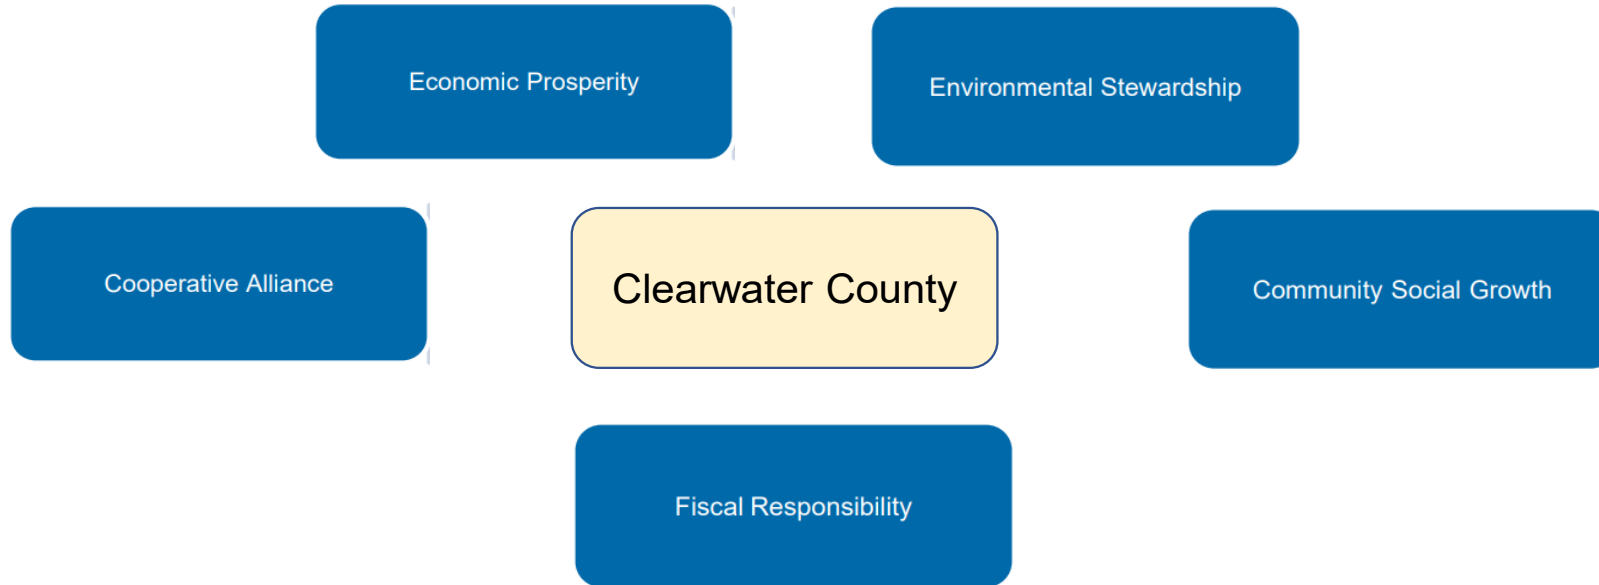 Economic Prosperity
Environmental Stewardship
Cooperative Alliance
Clearwater County
Community Social Growth
Fiscal Responsibility